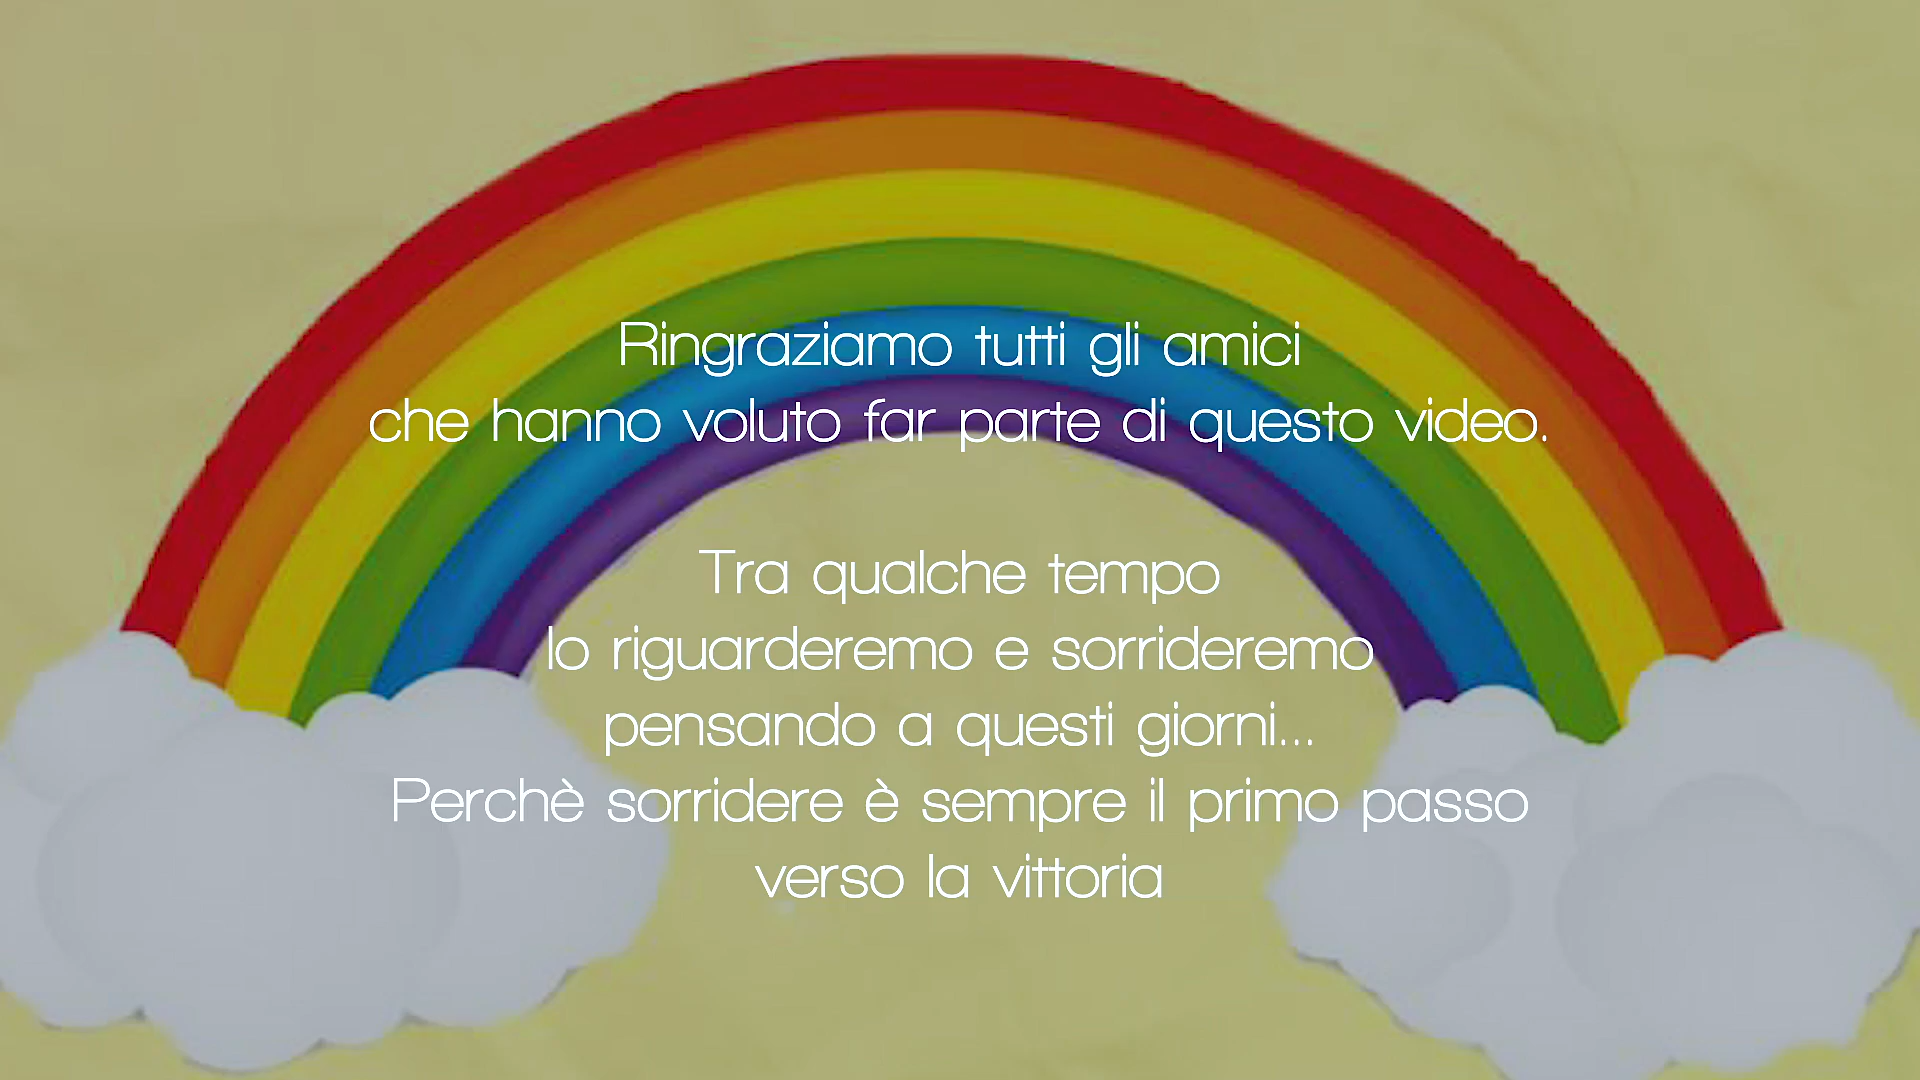 Ringraziamo tutti gli amici
che hanno voluto far parte di questo video.
Tra qualche tempo
lo riguarderemo e sorrideremo
pensando a questi giorni...
Perchè sorridere è sempre il primo passo
verso la vittoria